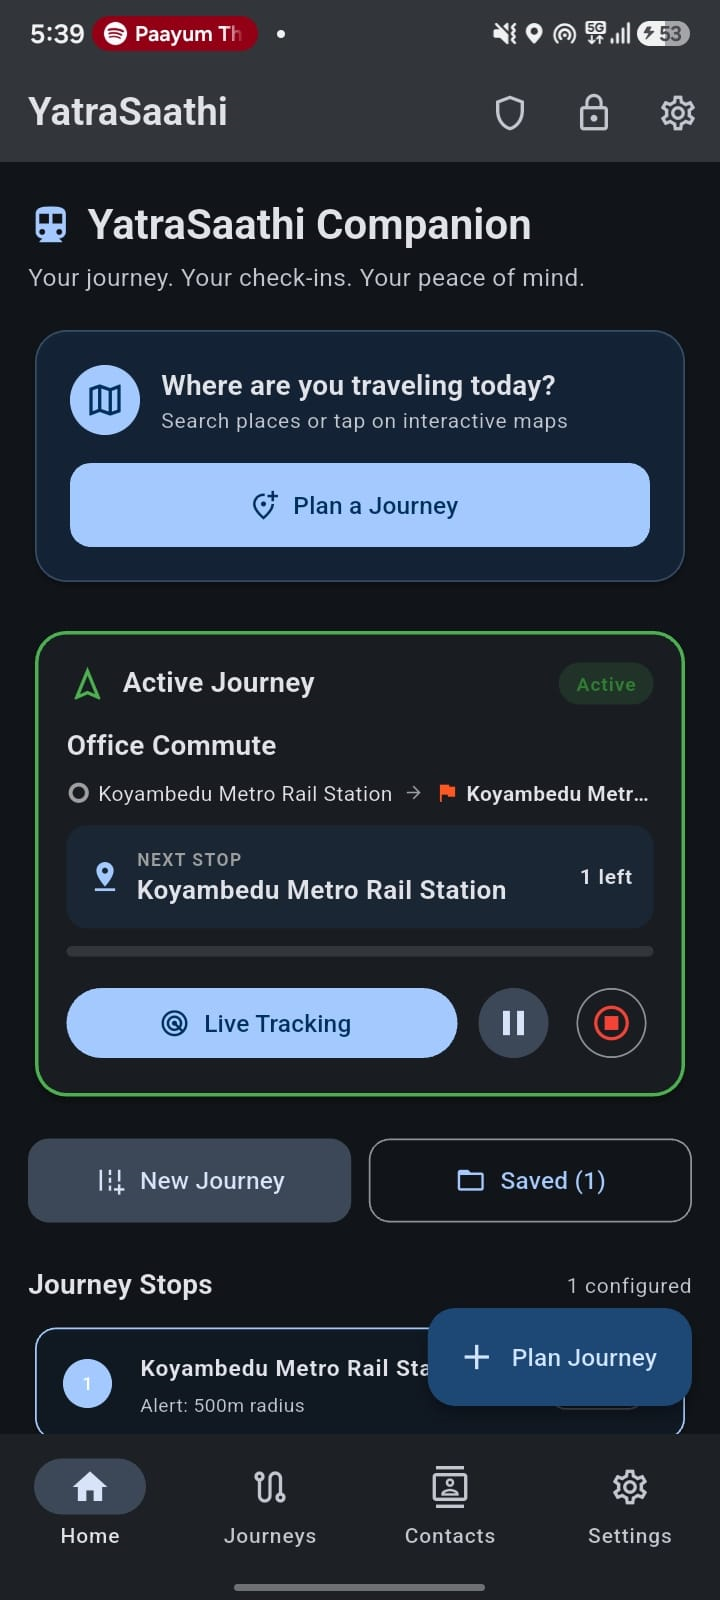 5:39 Paayum Th 5G 53
YatraSaathi
YatraSaathi Companion
Your journey. Your check-ins. Your peace of mind.
Where are you traveling today?
Search places or tap on interactive maps
Plan a Journey
Active Journey Active
Office Commute
Koyambedu Metro Rail Station → Koyambedu Metr...
NEXT STOP
Koyambedu Metro Rail Station 1 left
Live Tracking
New Journey Saved (1)
Journey Stops 1 configured
1 Koyambedu Metro Rail Sta
Alert: 500m radius
Plan Journey
Home Journeys Contacts Settings